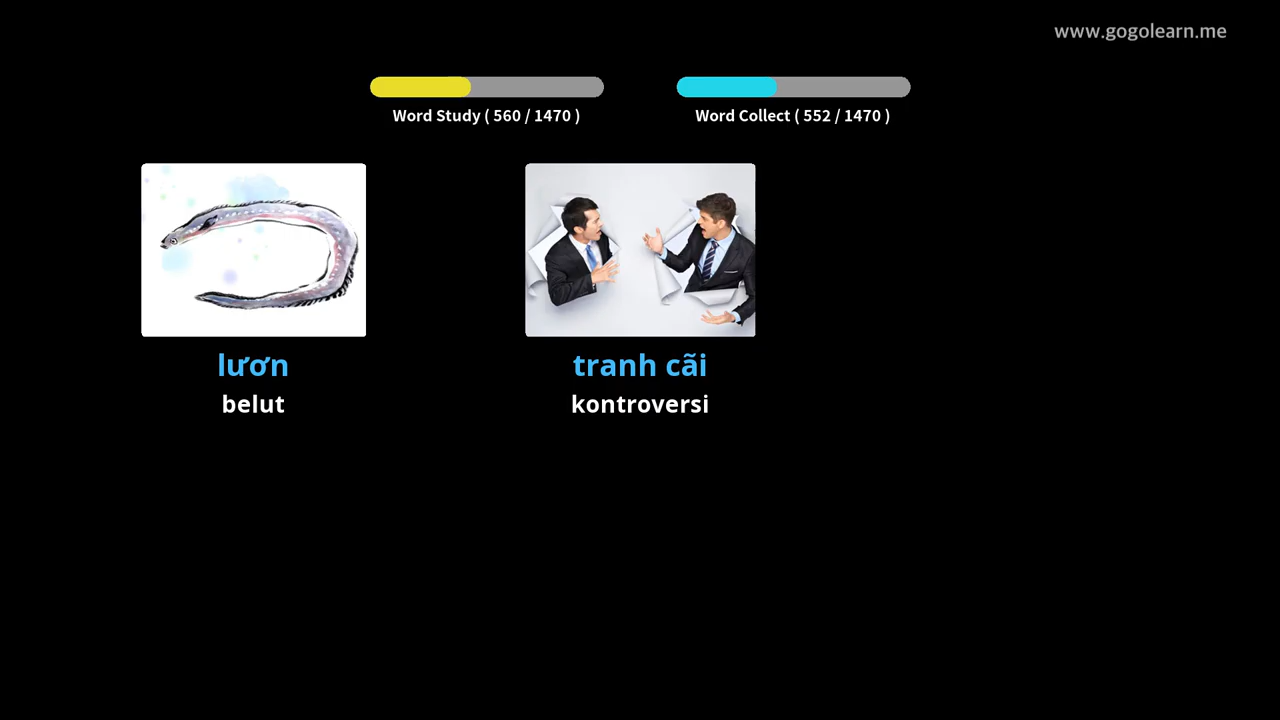 www.gogolearn.me
Word Study ( 560 / 1470 )
Word Collect ( 552 / 1470 )
lươn
belut
tranh cãi
kontroversi